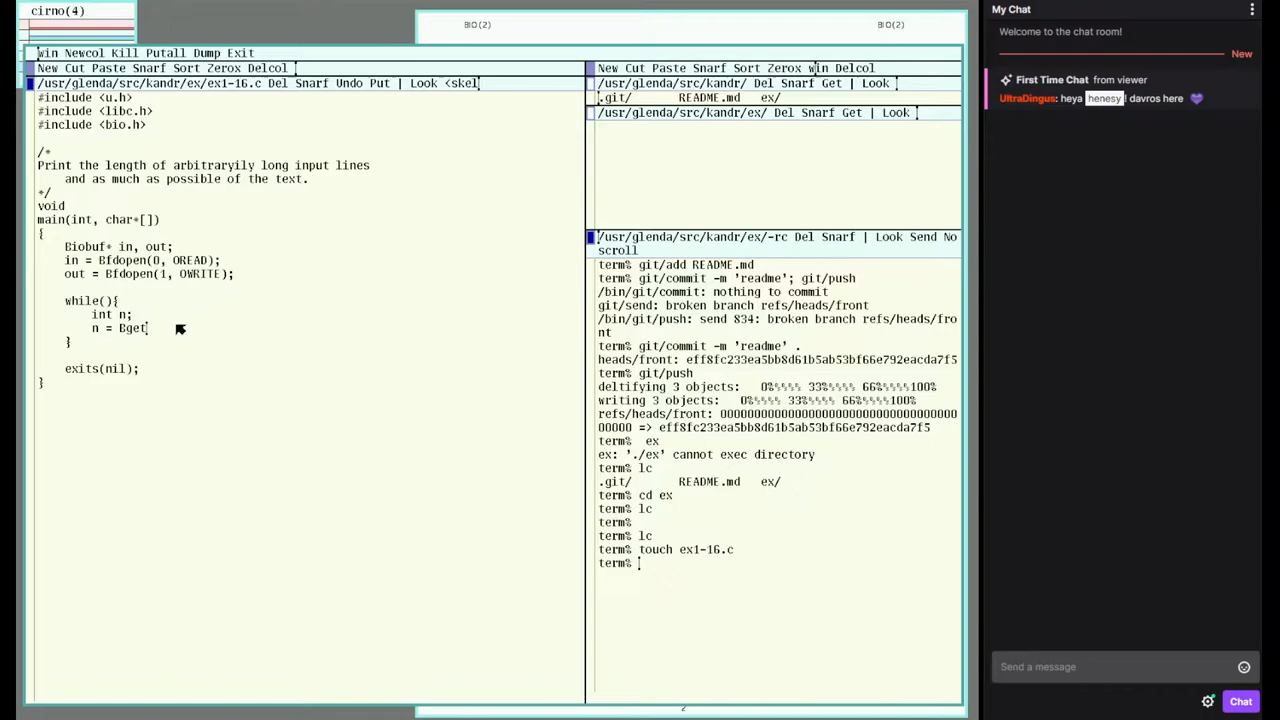 cirno(4)
BIO(2) BIO(2)
win Newcol Kill Putall Dump Exit
New Cut Paste Snarf Sort Zerox Delcol
/usr/glenda/src/kandr/ex/ex1-16.c Del Snarf Undo Put | Look <skel
#include <u.h>
#include <libc.h>
#include <bio.h>
/*
Print the length of arbitraryily long input lines
and as much as possible of the text.
*/
void
main(int, char*[])
{
Biobuf* in, out;
in = Bfdopen(0, OREAD);
out = Bfdopen(1, OWRITE);
while(){
int n;
n = Bget
}
exits(nil);
}
New Cut Paste Snarf Sort Zerox win Delcol
/usr/glenda/src/kandr/ Del Snarf Get | Look
.git/ README.md ex/
/usr/glenda/src/kandr/ex/ Del Snarf Get | Look
/usr/glenda/src/kandr/ex/-rc Del Snarf | Look Send No
scroll
term% git/add README.md
term% git/commit -m 'readme'; git/push
/bin/git/commit: nothing to commit
git/send: broken branch refs/heads/front
/bin/git/push: send 834: broken branch refs/heads/fro
nt
term% git/commit -m 'readme' .
heads/front: eff8fc233ea5bb8d61b5ab53bf66e792eacda7f5
term% git/push
deltifying 3 objects: 0%%%% 33%%%% 66%%%%100%
writing 3 objects: 0%%%% 33%%%% 66%%%%100%
refs/heads/front: 00000000000000000000000000000000000
00000 => eff8fc233ea5bb8d61b5ab53bf66e792eacda7f5
term% ex
ex: './ex' cannot exec directory
term% lc
.git/ README.md ex/
term% cd ex
term% lc
term%
term% lc
term% touch ex1-16.c
term%
2
My Chat
Welcome to the chat room!
New
First Time Chat from viewer
UltraDingus: heya henesy! davros here
Send a message
Chat